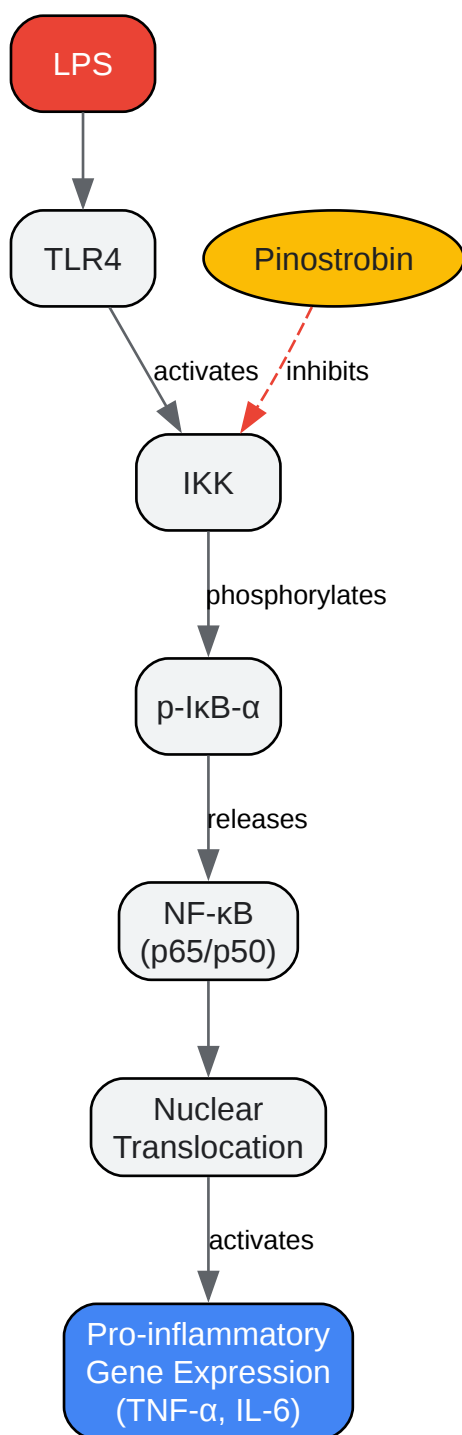 LPS
TLR4
Pinostrobin
activates
inhibits
IKK
phosphorylates
p-IκB-α
releases
NF-κB
(p65/p50)
Nuclear
Translocation
activates
Pro-inflammatory
Gene Expression
(TNF-α, IL-6)